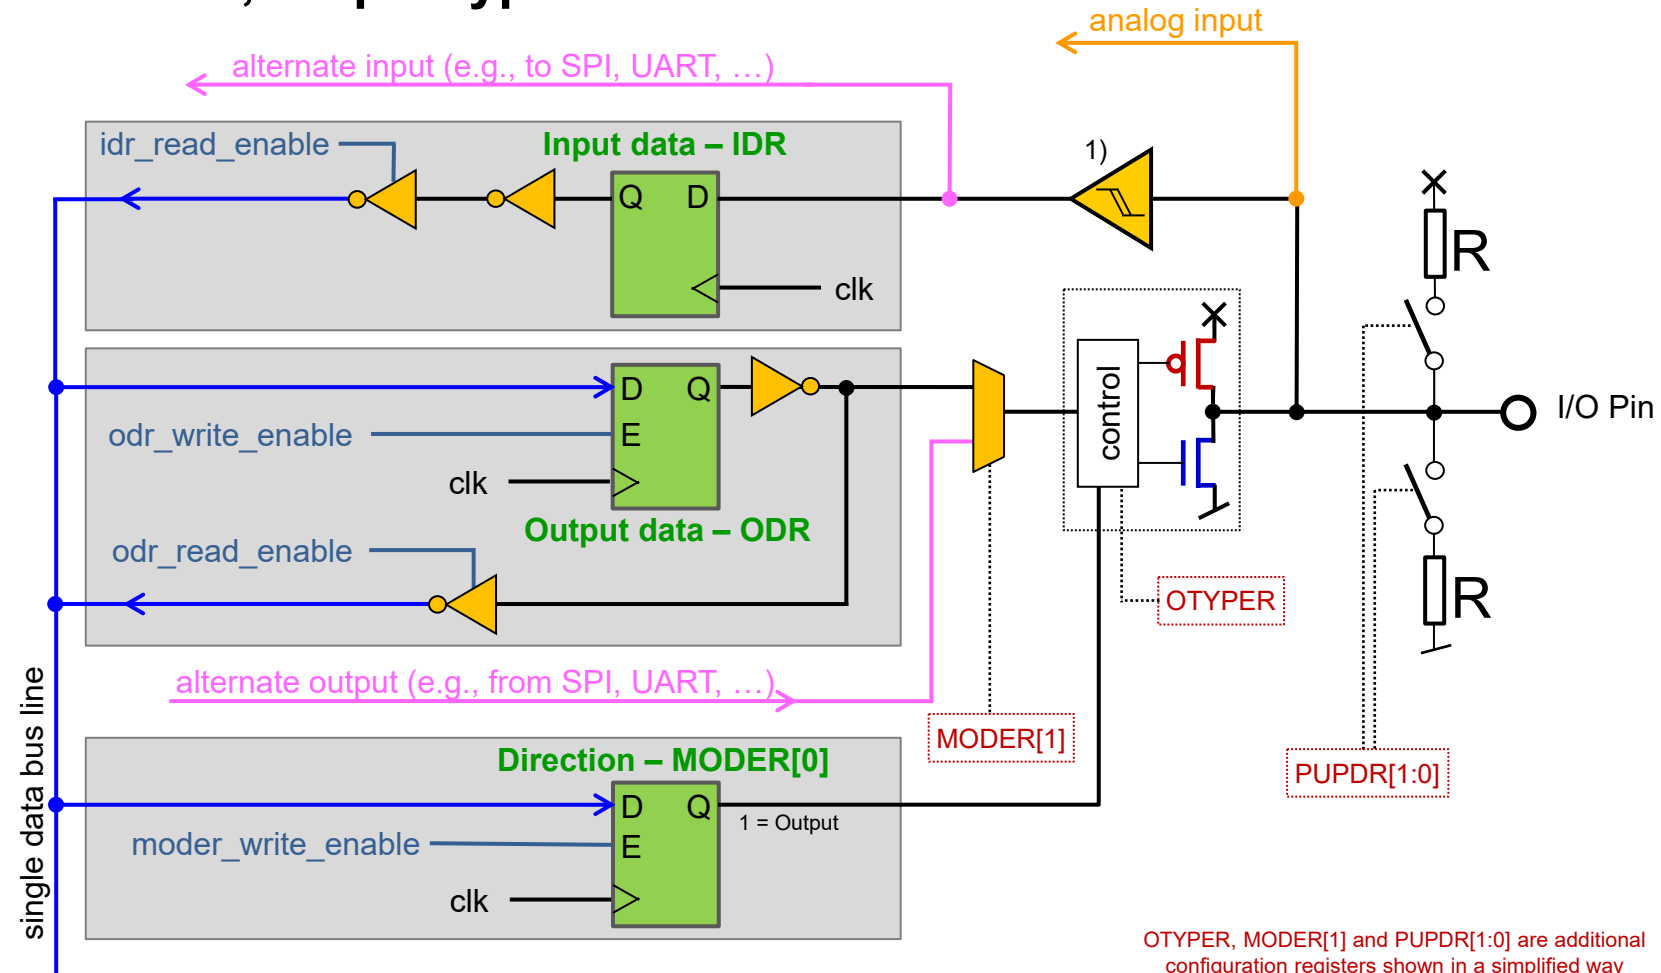 analog input
alternate input (e.g., to SPI, UART, …)
idr_read_enable
Input data – IDR
1)
Q D
R
clk
D Q
control
I/O Pin
odr_write_enable
E
clk
Output data – ODR
odr_read_enable
OTYPER
R
alternate output (e.g., from SPI, UART, …)
MODER[1]
Direction – MODER[0]
PUPDR[1:0]
single data bus line
D Q
1 = Output
moder_write_enable
E
clk
OTYPER, MODER[1] and PUPDR[1:0] are additional
configuration registers shown in a simplified way